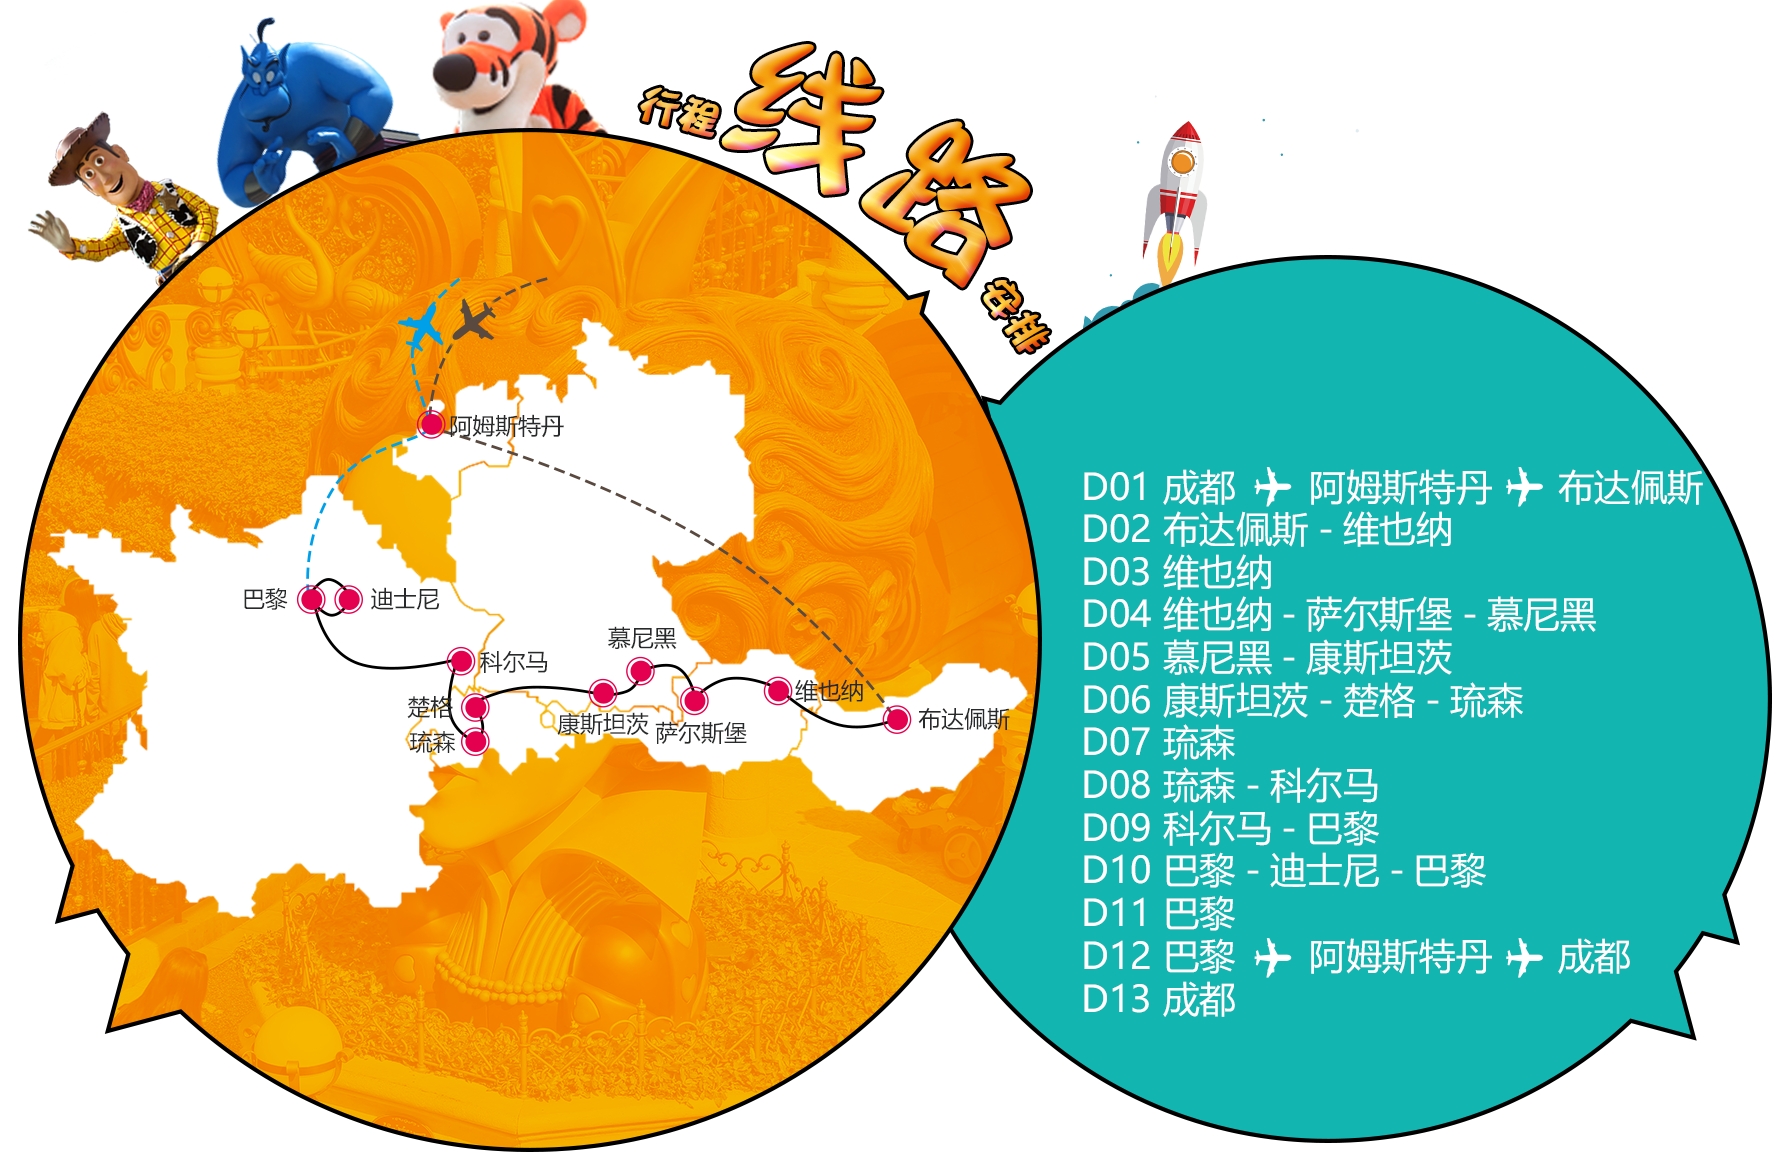 行程线路安排
阿姆斯特丹
巴黎
迪士尼
科尔马
慕尼黑
楚格
琉森
康斯坦茨
萨尔斯堡
维也纳
布达佩斯
D01 成都 阿姆斯特丹 布达佩斯
D02 布达佩斯 - 维也纳
D03 维也纳
D04 维也纳 - 萨尔斯堡 - 慕尼黑
D05 慕尼黑 - 康斯坦茨
D06 康斯坦茨 - 楚格 - 琉森
D07 琉森
D08 琉森 - 科尔马
D09 科尔马 - 巴黎
D10 巴黎 - 迪士尼 - 巴黎
D11 巴黎
D12 巴黎 阿姆斯特丹 成都
D13 成都